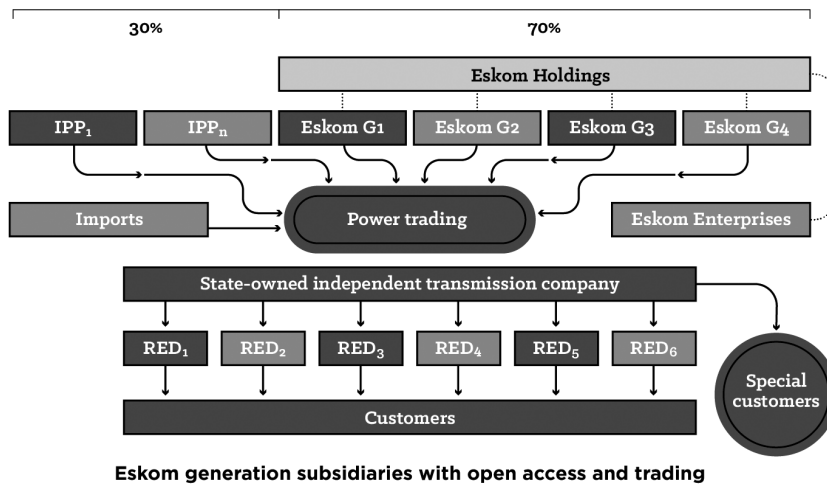 30% 70%
Eskom Holdings
IPP₁ IPPₙ Eskom G1 Eskom G2 Eskom G3 Eskom G4
Imports Power trading Eskom Enterprises
State-owned independent transmission company
RED₁ RED₂ RED₃ RED₄ RED₅ RED₆
Special
customers
Customers
Eskom generation subsidiaries with open access and trading